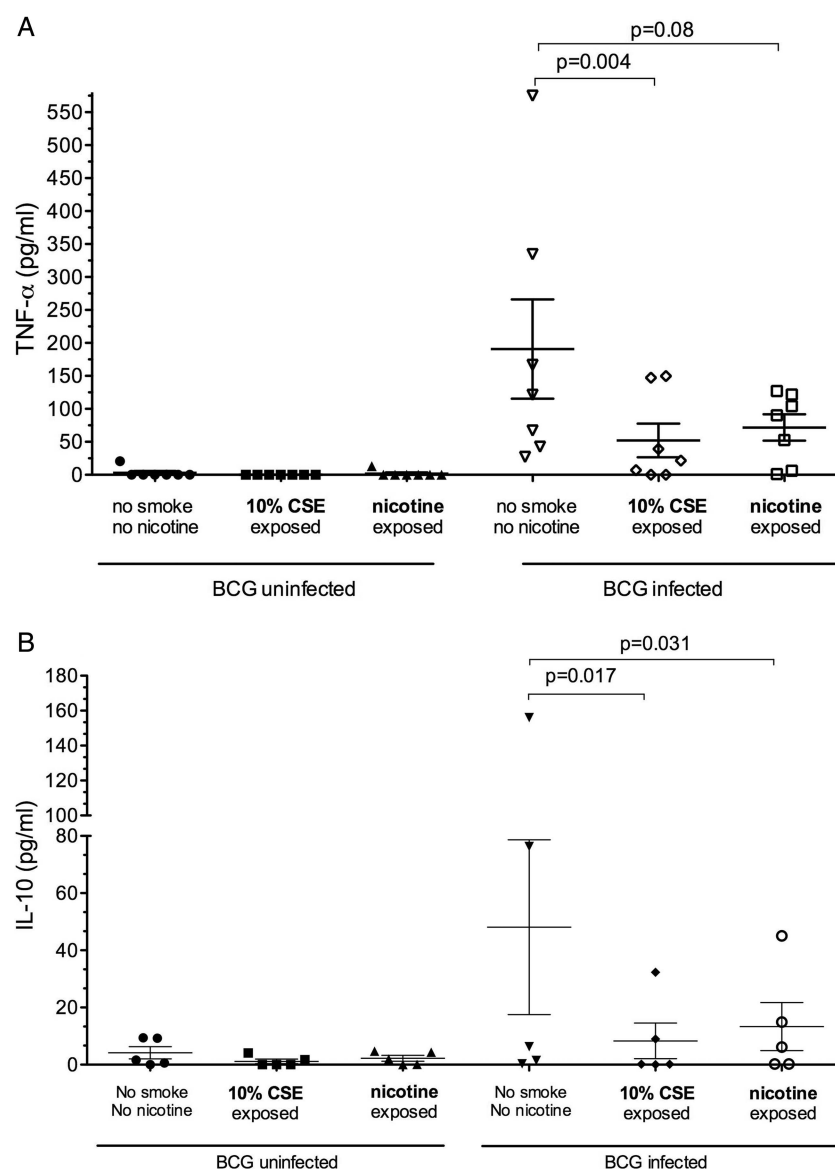 A
p=0.08
p=0.004
TNF-α (pg/ml)
550
500
450
400
350
300
250
200
150
100
50
0
no smoke
no nicotine
10% CSE
exposed
nicotine
exposed
no smoke
no nicotine
10% CSE
exposed
nicotine
exposed
BCG uninfected
BCG infected
B
p=0.031
p=0.017
IL-10 (pg/ml)
180
160
140
120
100
80
60
40
20
0
No smoke
No nicotine
10% CSE
exposed
nicotine
exposed
No smoke
No nicotine
10% CSE
exposed
nicotine
exposed
BCG uninfected
BCG infected